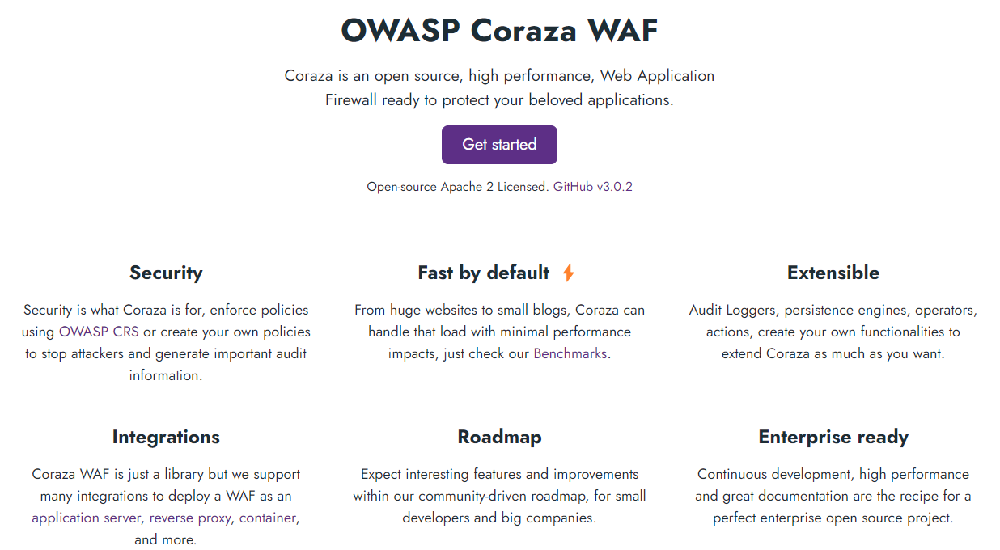 OWASP Coraza WAF
Coraza is an open source, high performance, Web Application
Firewall ready to protect your beloved applications.
Get started
Open-source Apache 2 Licensed. GitHub v3.0.2
Security
Security is what Coraza is for, enforce policies
using OWASP CRS or create your own policies
to stop attackers and generate important audit
information.
Fast by default
From huge websites to small blogs, Coraza can
handle that load with minimal performance
impacts, just check our Benchmarks.
Extensible
Audit Loggers, persistence engines, operators,
actions, create your own functionalities to
extend Coraza as much as you want.
Integrations
Coraza WAF is just a library but we support
many integrations to deploy a WAF as an
application server, reverse proxy, container,
and more.
Roadmap
Expect interesting features and improvements
within our community-driven roadmap, for small
developers and big companies.
Enterprise ready
Continuous development, high performance
and great documentation are the recipe for a
perfect enterprise open source project.